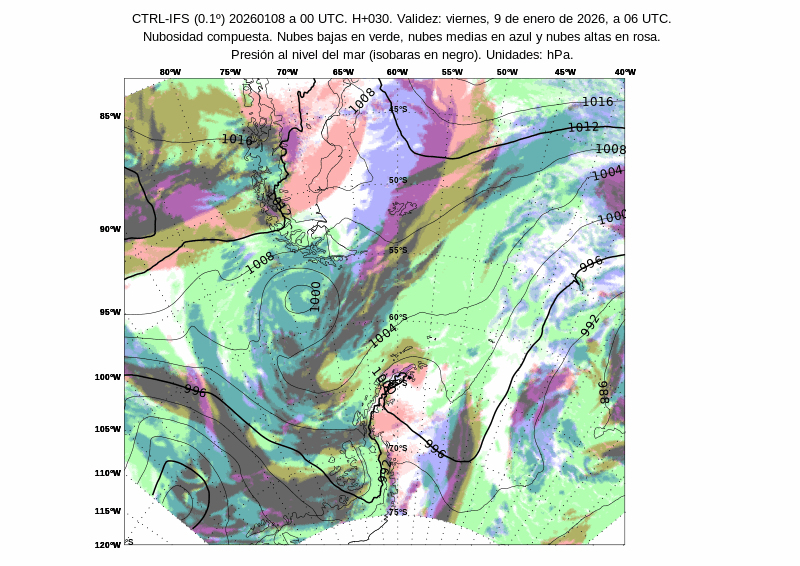 CTRL-IFS (0.1º) 20260108 a 00 UTC. H+030. Validez: viernes, 9 de enero de 2026, a 06 UTC.
Nubosidad compuesta. Nubes bajas en verde, nubes medias en azul y nubes altas en rosa.
Presión al nivel del mar (isobaras en negro). Unidades: hPa.
80°W 75°W 70°W 65°W 60°W 55°W 50°W 45°W 40°W
1008 1016
45°S
85°W
1016 1012
1008
1004
50°S
1000
90°W
55°S
1008 996
1000
95°W 60°S
1004 992
100°W
996 988
105°W
996
70°S
110°W 992
115°W 75°S
120°W °S